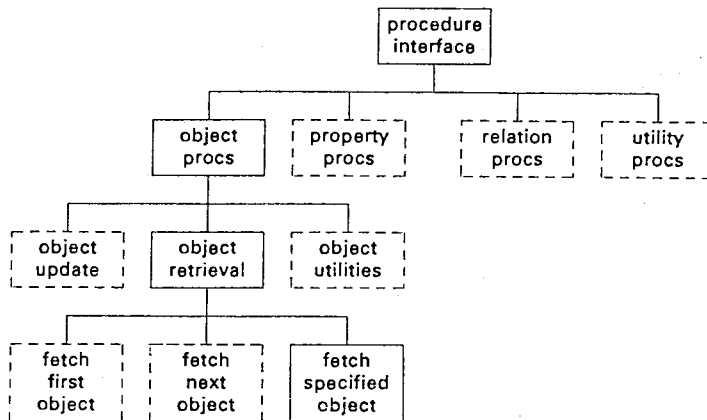 procedure
interface
object
procs
property
procs
relation
procs
utility
procs
object
update
object
retrieval
object
utilities
fetch
first
object
fetch
next
object
fetch
specified
object